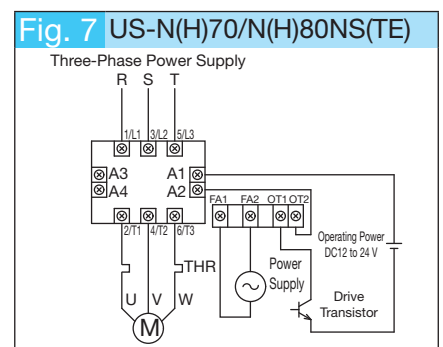 Fig. 7 US-N(H)70/N(H)80NS(TE)
Three-Phase Power Supply
R S T
1/L1 3/L2 5/L3
A3 A1
A4 A2
FA1 FA2 OT1 OT2
2/T1 4/T2 6/T3
Operating Power
DC12 to 24 V
THR
Power
Supply
U V W
Drive
Transistor
M